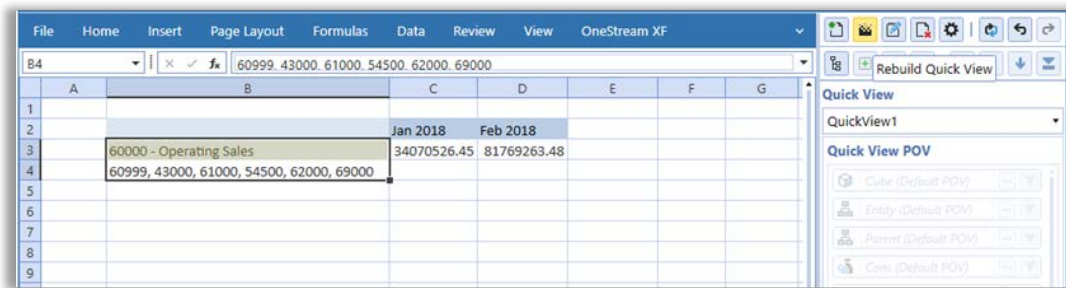 File Home Insert Page Layout Formulas Data Review View OneStream XF
B4 fx 60999. 43000. 61000. 54500. 62000. 69000
Rebuild Quick View
A B C D E F G
Quick View
1
QuickView1
2 Jan 2018 Feb 2018
3 60000 - Operating Sales 34070526.45 81769263.48
Quick View POV
4 60999, 43000, 61000, 54500, 62000, 69000
5
Cube (Default POV)
6
Entity (Default POV)
7
Parent (Default POV)
8
Cons (Default POV)
9